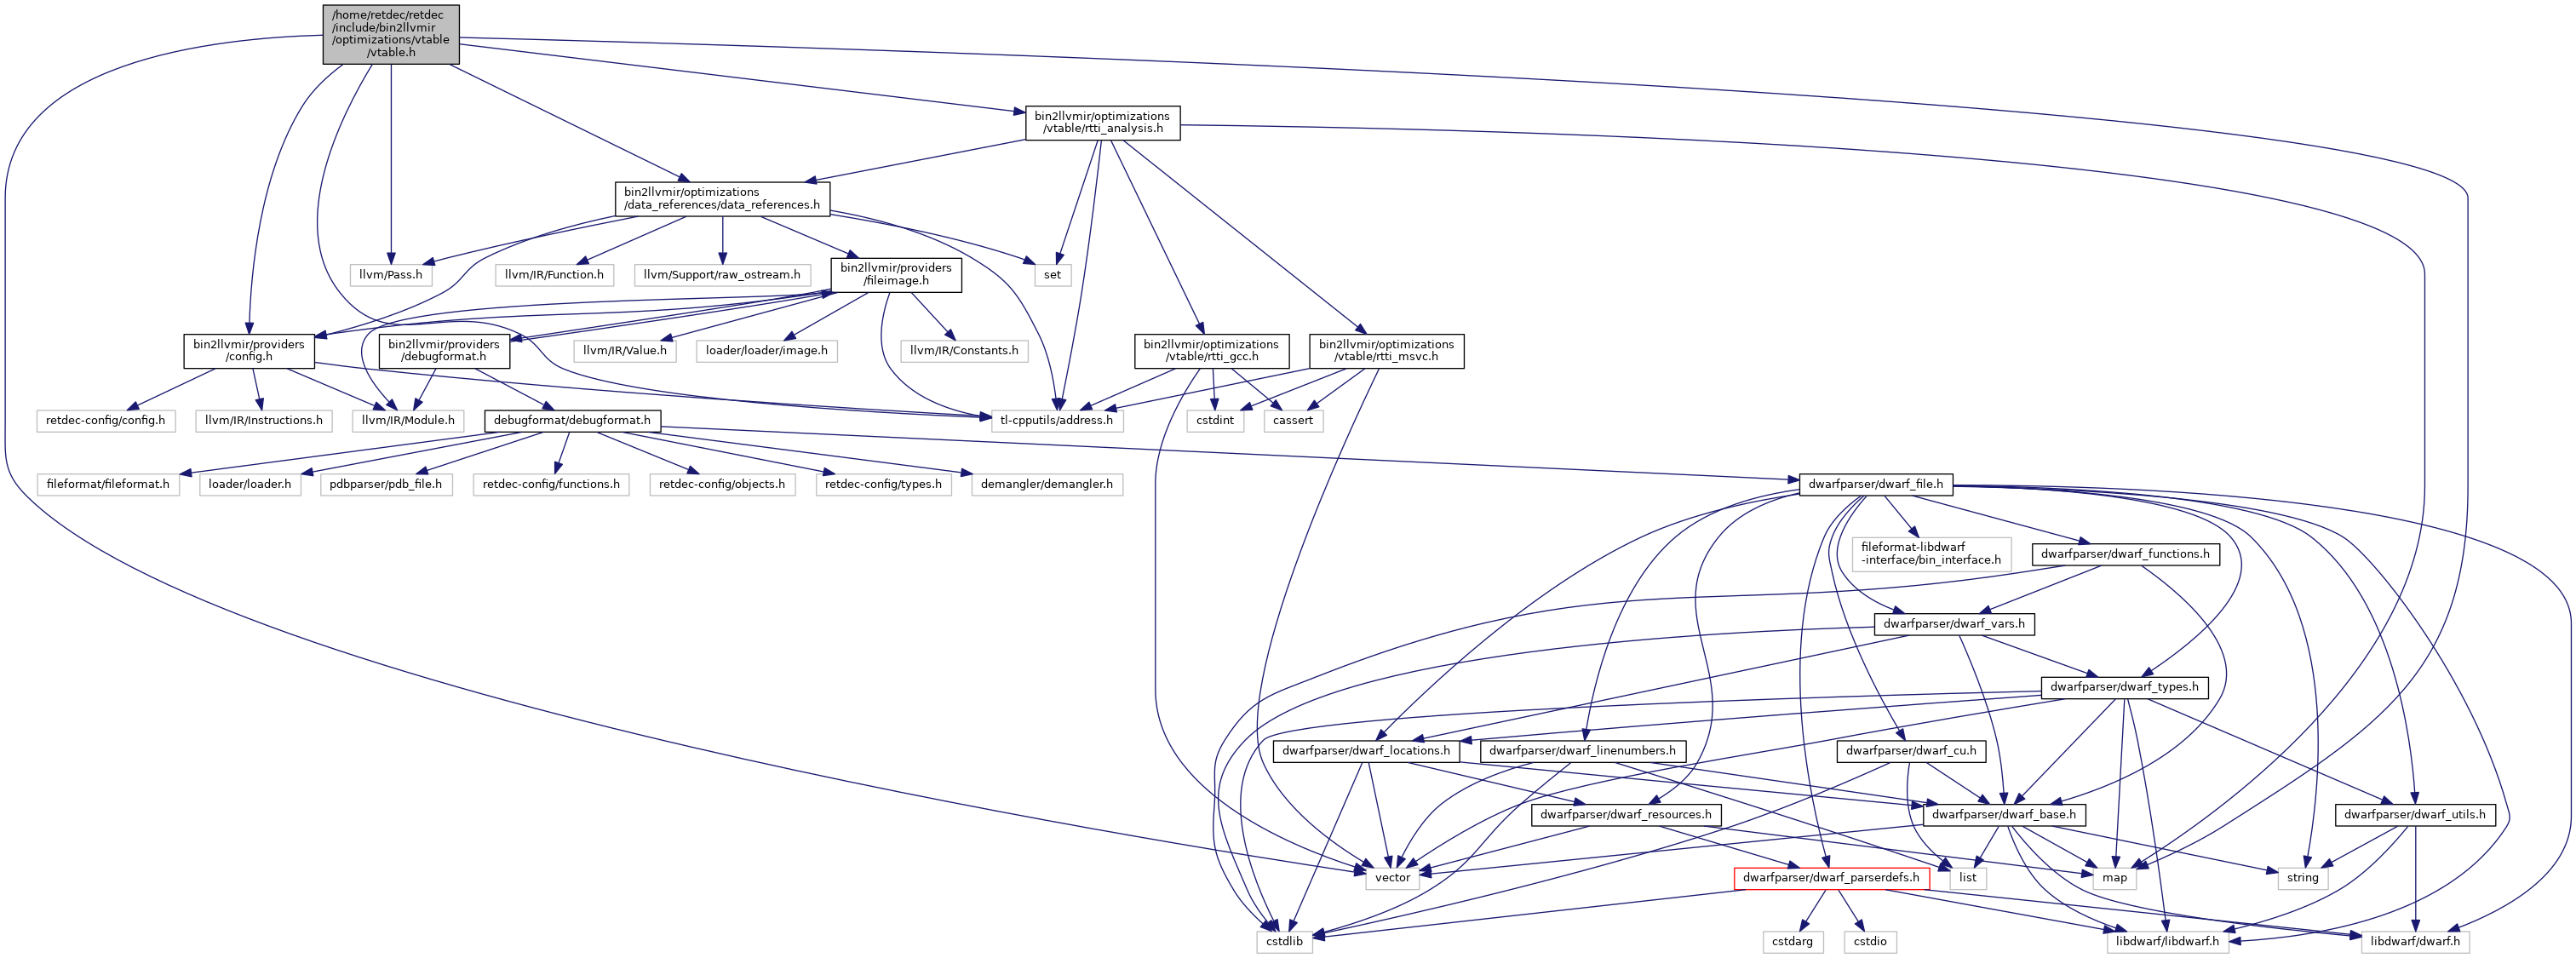 /home/retdec/retdec
/include/bin2llvmir
/optimizations/vtable
/vtable.h
bin2llvmir/optimizations
/vtable/rtti_analysis.h
bin2llvmir/optimizations
/data_references/data_references.h
llvm/Pass.h
llvm/IR/Function.h
llvm/Support/raw_ostream.h
bin2llvmir/providers
/fileimage.h
set
bin2llvmir/providers
/config.h
bin2llvmir/providers
/debugformat.h
llvm/IR/Value.h
loader/loader/image.h
llvm/IR/Constants.h
bin2llvmir/optimizations
/vtable/rtti_gcc.h
bin2llvmir/optimizations
/vtable/rtti_msvc.h
retdec-config/config.h
llvm/IR/Instructions.h
llvm/IR/Module.h
debugformat/debugformat.h
tl-cpputils/address.h
cstdint
cassert
fileformat/fileformat.h
loader/loader.h
pdbparser/pdb_file.h
retdec-config/functions.h
retdec-config/objects.h
retdec-config/types.h
demangler/demangler.h
dwarfparser/dwarf_file.h
fileformat-libdwarf
-interface/bin_interface.h
dwarfparser/dwarf_functions.h
dwarfparser/dwarf_vars.h
dwarfparser/dwarf_types.h
dwarfparser/dwarf_locations.h
dwarfparser/dwarf_linenumbers.h
dwarfparser/dwarf_cu.h
dwarfparser/dwarf_resources.h
dwarfparser/dwarf_base.h
dwarfparser/dwarf_utils.h
vector
dwarfparser/dwarf_parserdefs.h
list
map
string
cstdlib
cstdarg
cstdio
libdwarf/libdwarf.h
libdwarf/dwarf.h